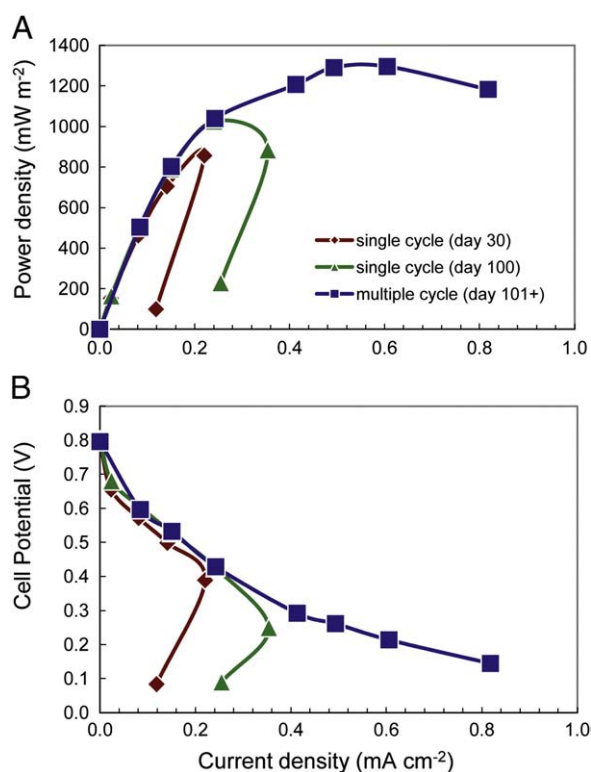 A
Power density (mW m⁻²)
1400
1200
1000
800
600
400
200
0
single cycle (day 30)
single cycle (day 100)
multiple cycle (day 101+)
0.0 0.2 0.4 0.6 0.8 1.0
B
Cell Potential (V)
0.9
0.8
0.7
0.6
0.5
0.4
0.3
0.2
0.1
0.0
0.0 0.2 0.4 0.6 0.8 1.0
Current density (mA cm⁻²)